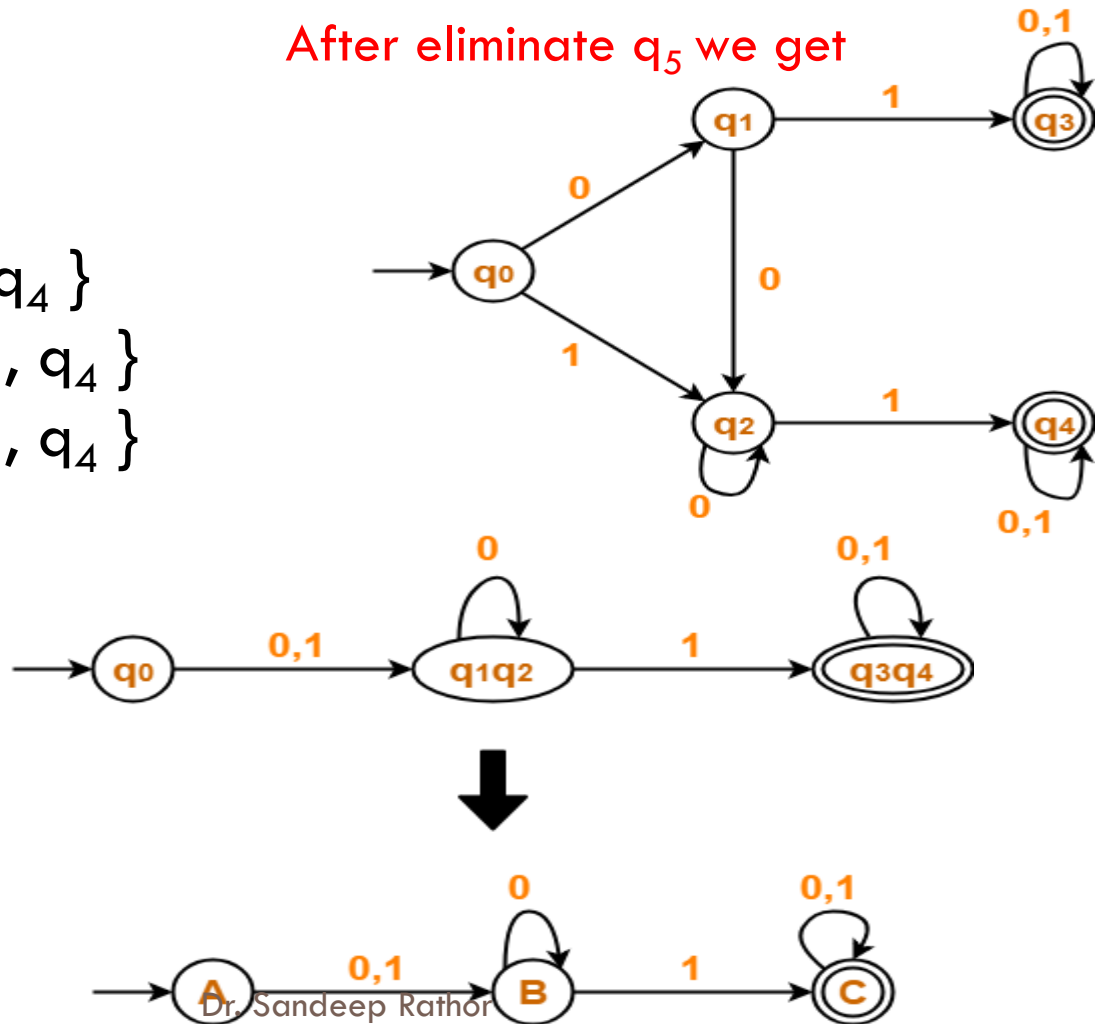 After eliminate q₅ we get
q₄ }
, q₄ }
, q₄ }
0,1
q1
1
q3
0
q0
0
1
q2
1
q4
0
0,1
0
0,1
q0
0,1
q1q2
1
q3q4
0
0,1
A
0,1
B
1
C
Dr. Sandeep Rathor